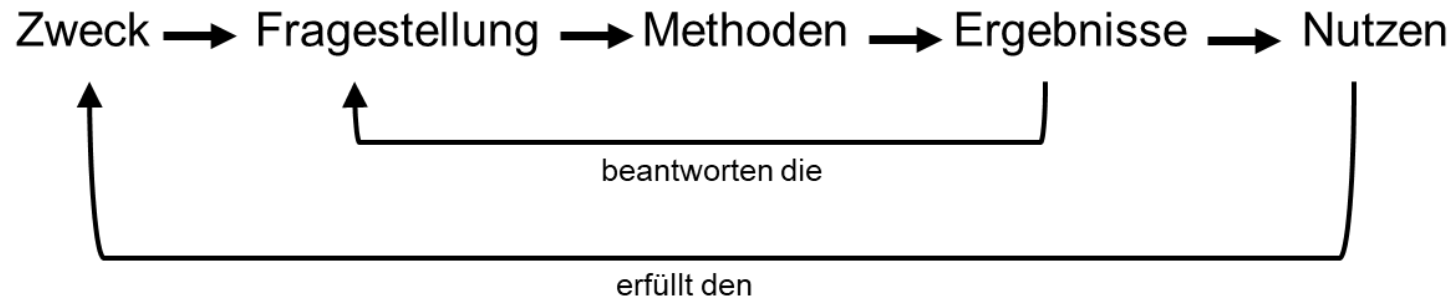 Zweck Fragestellung Methoden Ergebnisse Nutzen
beantworten die
erfüllt den